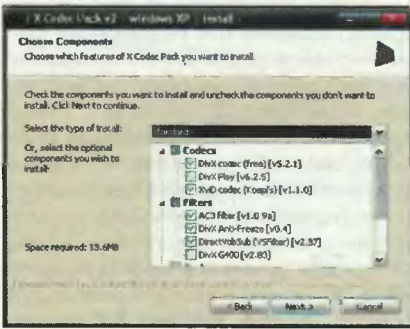 X Codec Pack v2 - windows XP | Install
Choose Components
Choose which features of X Codec Pack you want to install.
Check the components you want to install and uncheck the components you don't want to
install. Click Next to continue.
Select the type of install:
Or, select the optional
components you wish to
install:
Codecs
DivX codec (free) [v5.2.1]
DivX Play [v6.2.5]
XviD codec (Koepi's) [v1.1.0]
Filters
AC3 Filter [v1.0 9a]
DivX Anti-Freeze [v0.4]
DirectVobSub (VSFilter) [v2.37]
DivX G400 [v2.83]
Space required: 13.6MB
< Back
Next >
Cancel